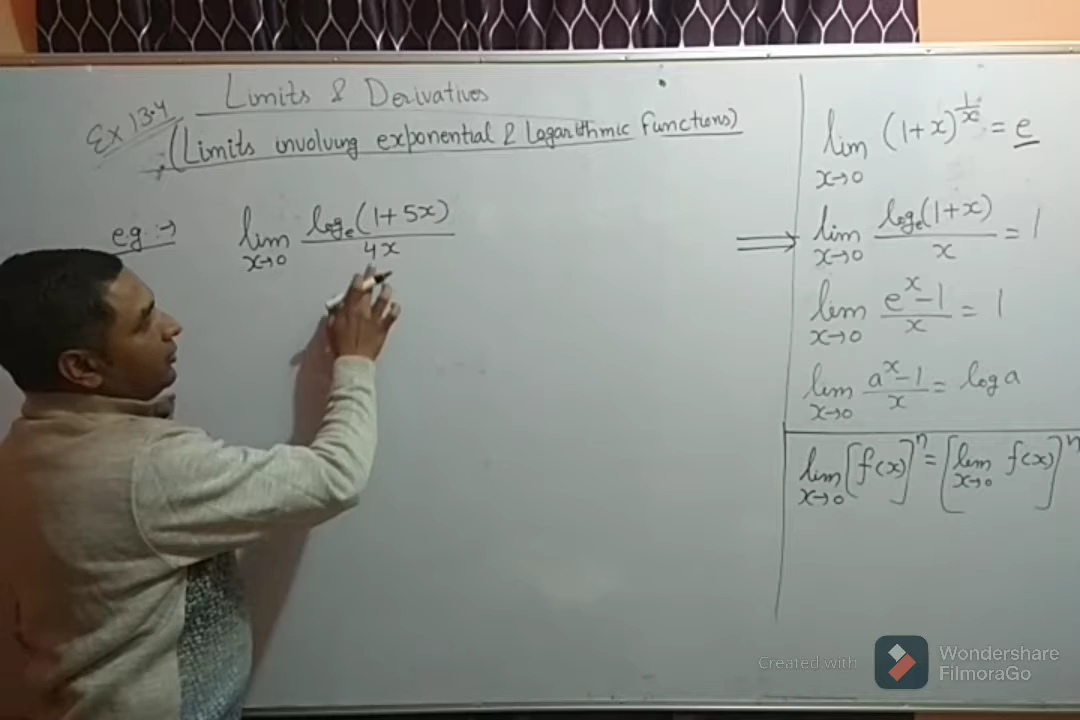 Limits & Derivatives
Ex 13.4
(Limits involving exponential & Logarithmic Functions)
e.g :→ lim x→0 logₑ(1+5x)/4x
lim x→0 (1+x)^(1/x) = e
⇒ lim x→0 logₑ(1+x)/x = 1
lim x→0 (eˣ-1)/x = 1
lim x→0 (aˣ-1)/x = log a
lim x→0 [f(x)]ⁿ = [lim x→0 f(x)]ⁿ
Created with Wondershare FilmoraGo